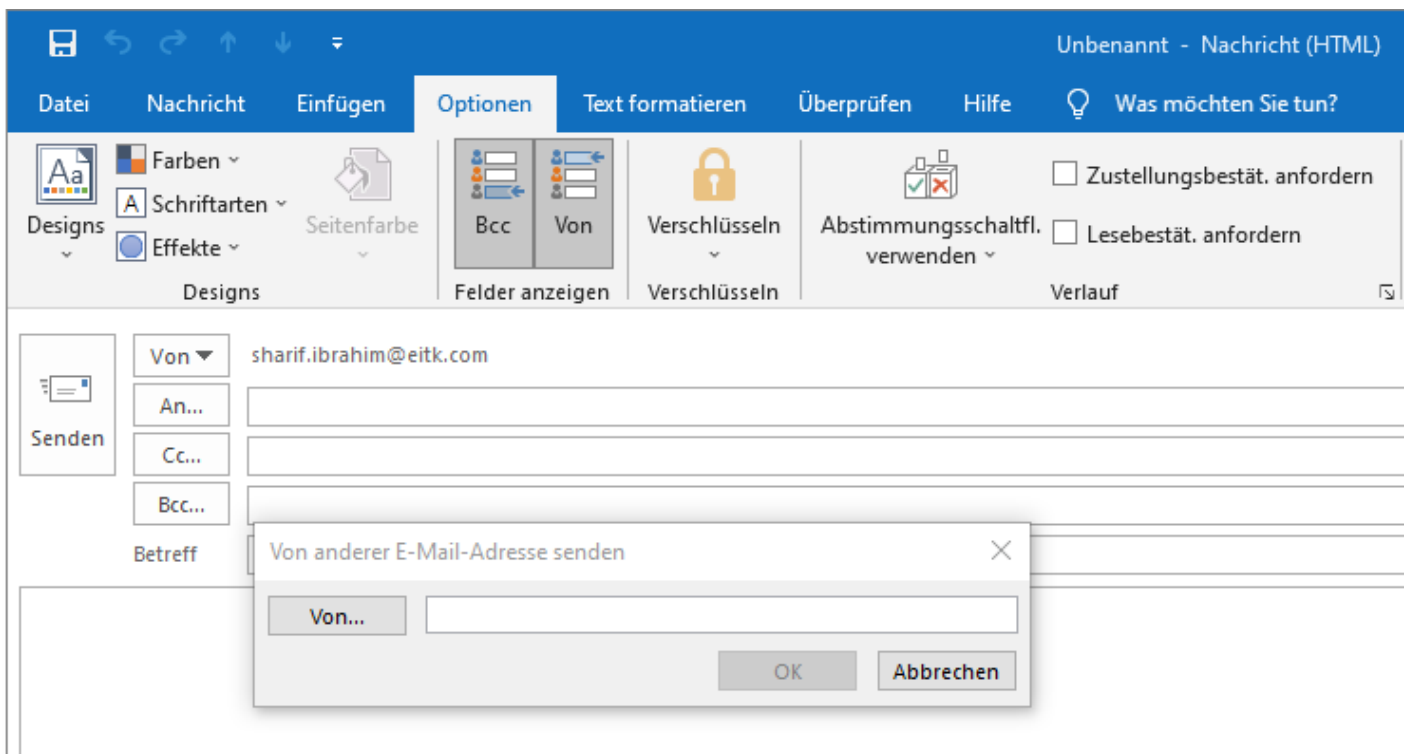 Unbenannt - Nachricht (HTML)
Datei Nachricht Einfügen Optionen Text formatieren Überprüfen Hilfe Was möchten Sie tun?
Aa Farben
A Schriftarten
Effekte
Designs
Seitenfarbe
Bcc Von
Verschlüsseln
Abstimmungsschaltfl.
verwenden
Zustellungsbestät. anfordern
Lesebestät. anfordern
Designs Felder anzeigen Verschlüsseln Verlauf
Senden
Von sharif.ibrahim@eitk.com
An...
Cc...
Bcc...
Betreff
Von anderer E-Mail-Adresse senden
Von...
OK Abbrechen